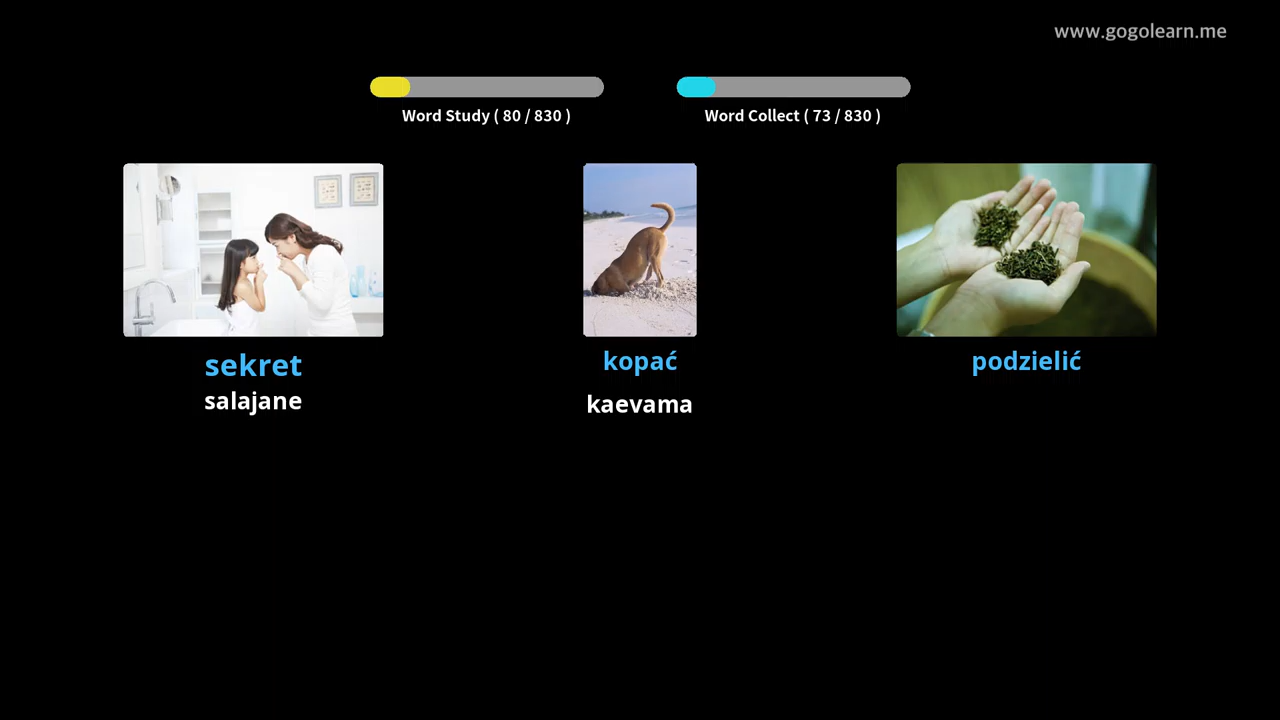 www.gogolearn.me
Word Study ( 80 / 830 )
Word Collect ( 73 / 830 )
sekret
salajane
kopać
kaevama
podzielić